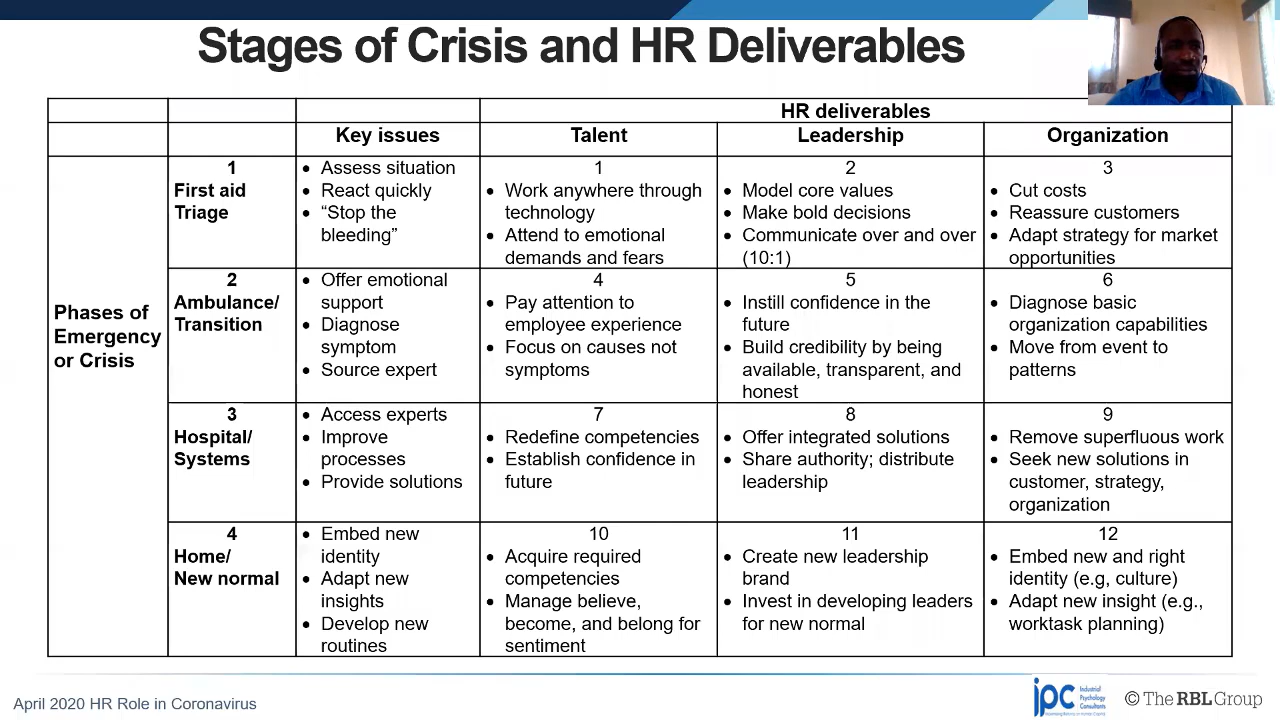 Stages of Crisis and HR Deliverables
HR deliverables
Key issues
Talent
Leadership
Organization
Phases of
Emergency
or Crisis
1
First aid
Triage
• Assess situation
• React quickly
• “Stop the
bleeding”
1
• Work anywhere through
technology
• Attend to emotional
demands and fears
2
• Model core values
• Make bold decisions
• Communicate over and over
(10:1)
3
• Cut costs
• Reassure customers
• Adapt strategy for market
opportunities
2
Ambulance/
Transition
• Offer emotional
support
• Diagnose
symptom
• Source expert
4
• Pay attention to
employee experience
• Focus on causes not
symptoms
5
• Instill confidence in the
future
• Build credibility by being
available, transparent, and
honest
6
• Diagnose basic
organization capabilities
• Move from event to
patterns
3
Hospital/
Systems
• Access experts
• Improve
processes
• Provide solutions
7
• Redefine competencies
• Establish confidence in
future
8
• Offer integrated solutions
• Share authority; distribute
leadership
9
• Remove superfluous work
• Seek new solutions in
customer, strategy,
organization
4
Home/
New normal
• Embed new
identity
• Adapt new
insights
• Develop new
routines
10
• Acquire required
competencies
• Manage believe,
become, and belong for
sentiment
11
• Create new leadership
brand
• Invest in developing leaders
for new normal
12
• Embed new and right
identity (e.g, culture)
• Adapt new insight (e.g.,
worktask planning)
April 2020 HR Role in Coronavirus
ipc
Industrial
Psychology
Consultants
© The RBL Group